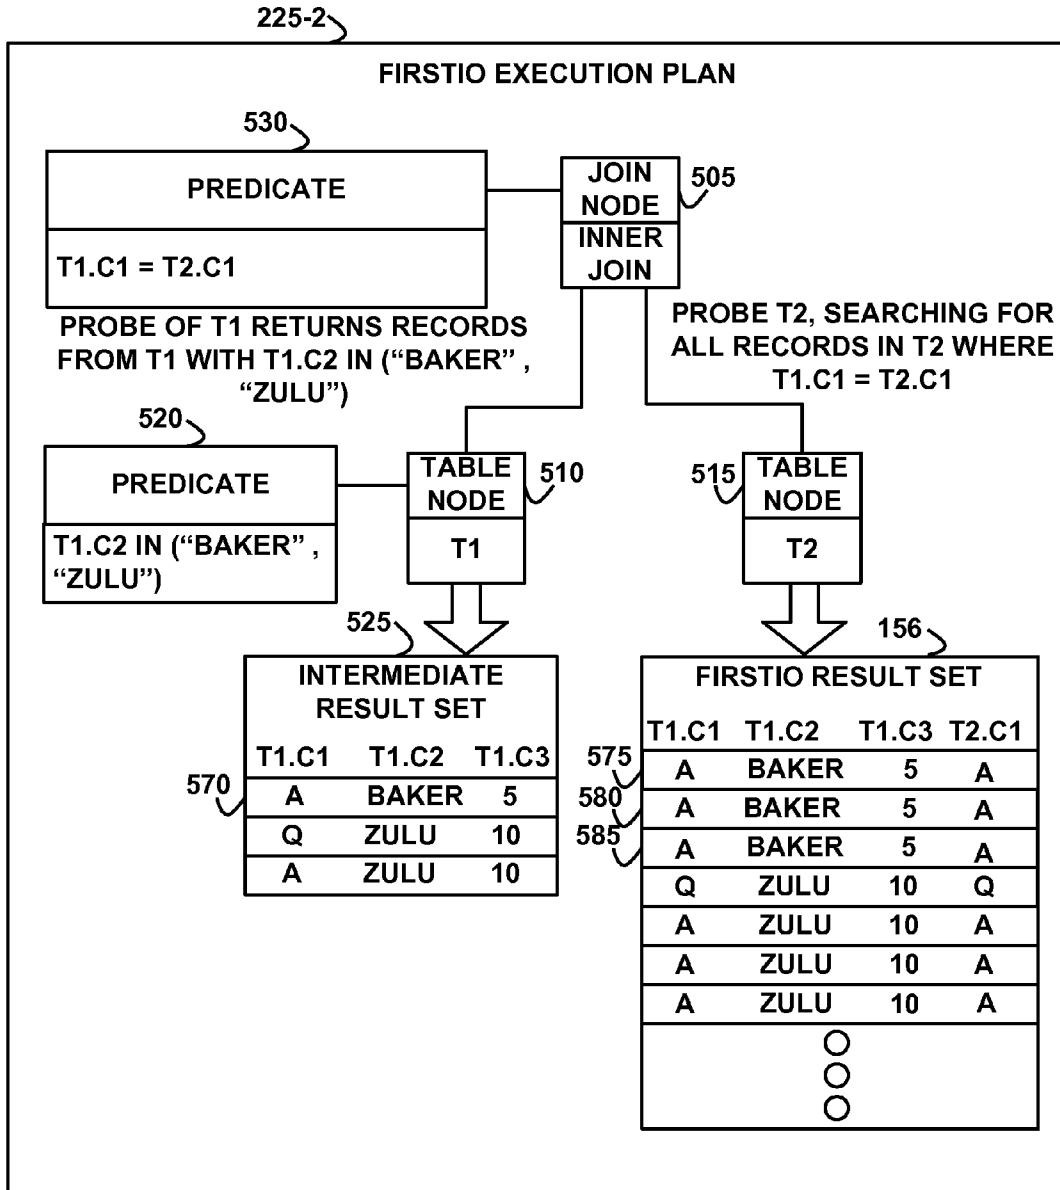 225-2
FIRSTIO EXECUTION PLAN
530
PREDICATE
T1.C1 = T2.C1
JOIN
NODE
505
INNER
JOIN
PROBE OF T1 RETURNS RECORDS
FROM T1 WITH T1.C2 IN (“BAKER” ,
“ZULU”)
PROBE T2, SEARCHING FOR
ALL RECORDS IN T2 WHERE
T1.C1 = T2.C1
520
PREDICATE
T1.C2 IN (“BAKER” ,
“ZULU”)
TABLE
NODE
510
T1
515
TABLE
NODE
T2
525
INTERMEDIATE
RESULT SET
T1.C1 T1.C2 T1.C3
570
A BAKER 5
Q ZULU 10
A ZULU 10
156
FIRSTIO RESULT SET
T1.C1 T1.C2 T1.C3 T2.C1
575
A BAKER 5 A
580
A BAKER 5 A
585
A BAKER 5 A
Q ZULU 10 Q
A ZULU 10 A
A ZULU 10 A
A ZULU 10 A